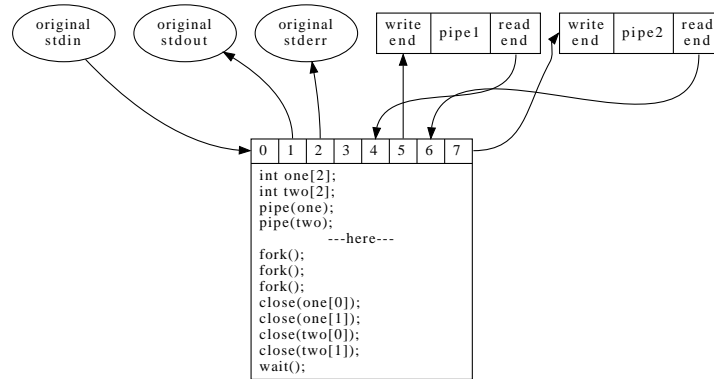 original
stdin
original
stdout
original
stderr
write
end
pipe1
read
end
write
end
pipe2
read
end
0 1 2 3 4 5 6 7
int one[2];
int two[2];
pipe(one);
pipe(two);
---here---
fork();
fork();
fork();
close(one[0]);
close(one[1]);
close(two[0]);
close(two[1]);
wait();